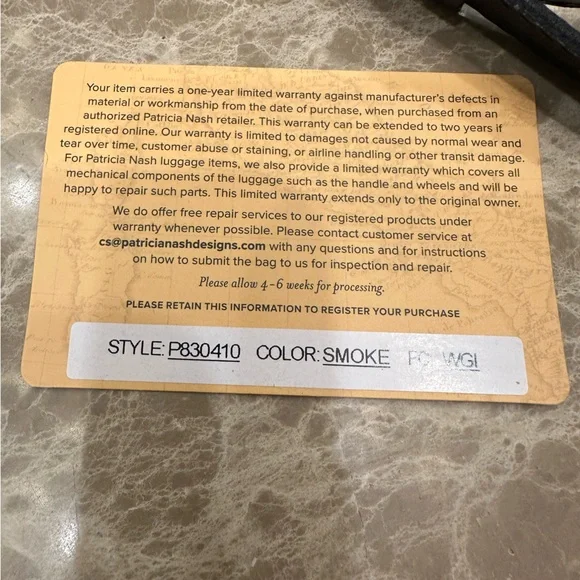 Your item carries a one-year limited warranty against manufacturer's defects in
material or workmanship from the date of purchase, when purchased from an
authorized Patricia Nash retailer. This warranty can be extended to two years if
registered online. Our warranty is limited to damages not caused by normal wear and
tear over time, customer abuse or staining, or airline handling or other transit damage.
For Patricia Nash luggage items, we also provide a limited warranty which covers all
mechanical components of the luggage such as the handle and wheels and will be
happy to repair such parts. This limited warranty extends only to the original owner.
We do offer free repair services to our registered products under
warranty whenever possible. Please contact customer service at
cs@patricianashdesigns.com with any questions and for instructions
on how to submit the bag to us for inspection and repair.
Please allow 4-6 weeks for processing.
PLEASE RETAIN THIS INFORMATION TO REGISTER YOUR PURCHASE
STYLE: P830410 COLOR: SMOKE